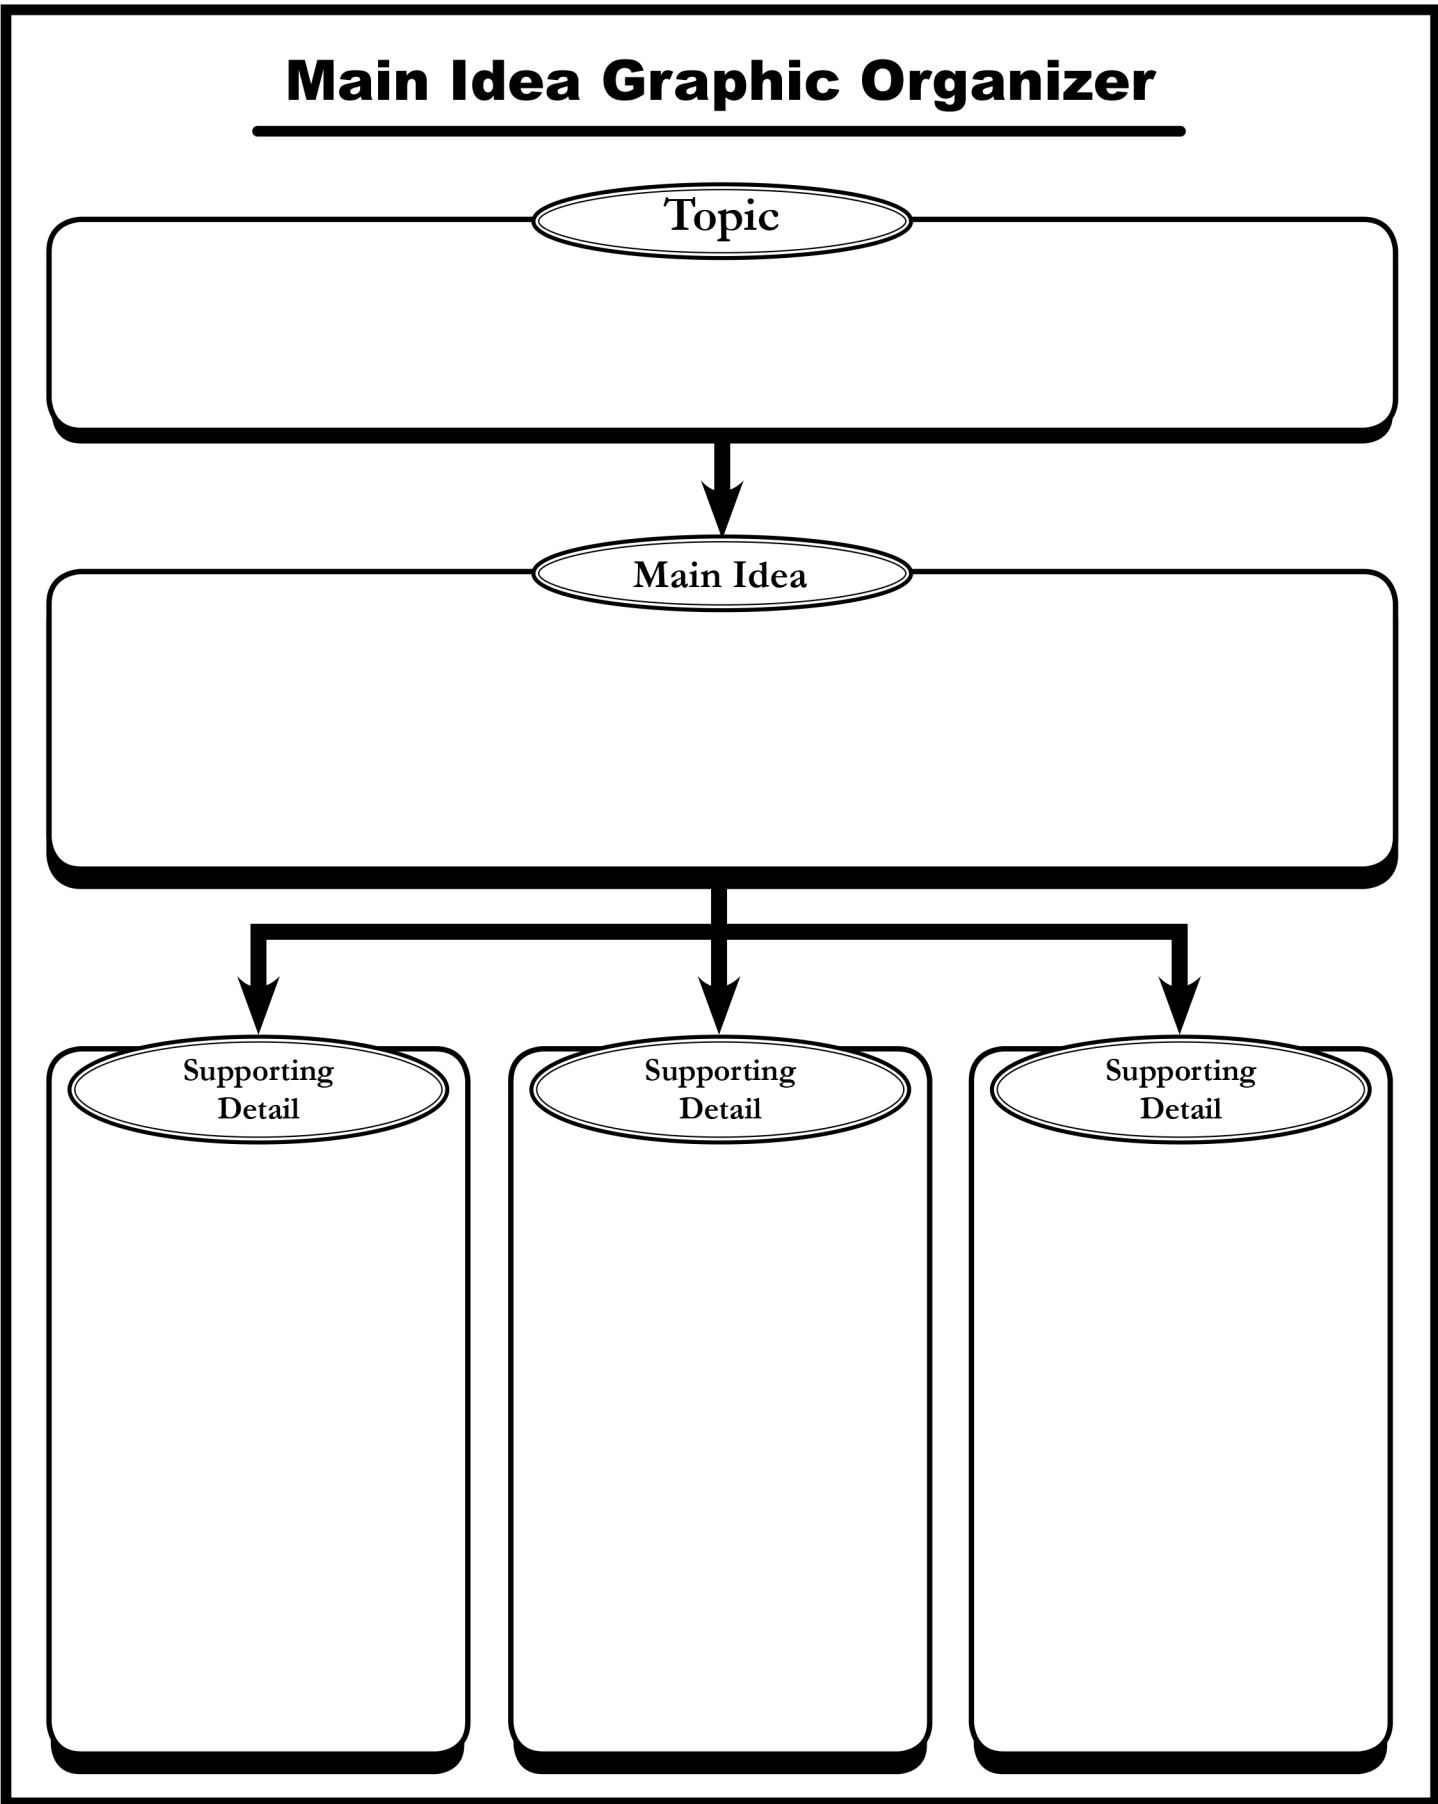 Main Idea Graphic Organizer
Topic
Main Idea
Supporting
Detail
Supporting
Detail
Supporting
Detail